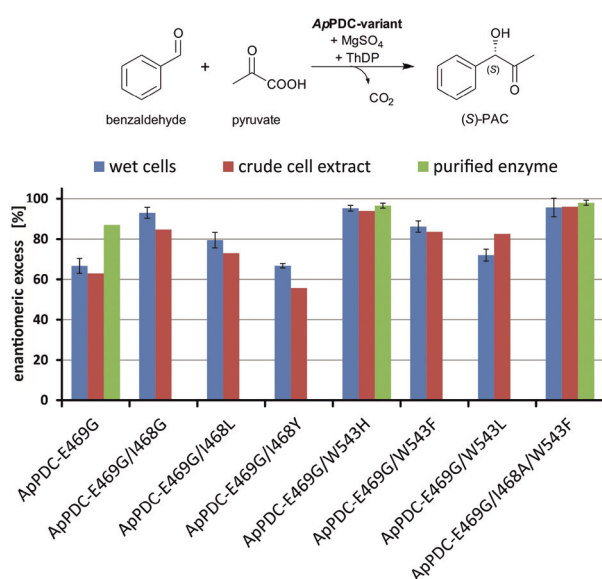 ApPDC-variant
+ MgSO4
+ ThDP
CO2
O
+
O
COOH
OH
(S)
O
benzaldehyde
pyruvate
(S)-PAC
wet cells
crude cell extract
purified enzyme
enantiomeric excess [%]
100
80
60
40
20
0
ApPDC-E469G
ApPDC-E469G/I468G
ApPDC-E469G/I468L
ApPDC-E469G/I468Y
ApPDC-E469G/W543H
ApPDC-E469G/W543F
ApPDC-E469G/W543L
ApPDC-E469G/I468A/W543F